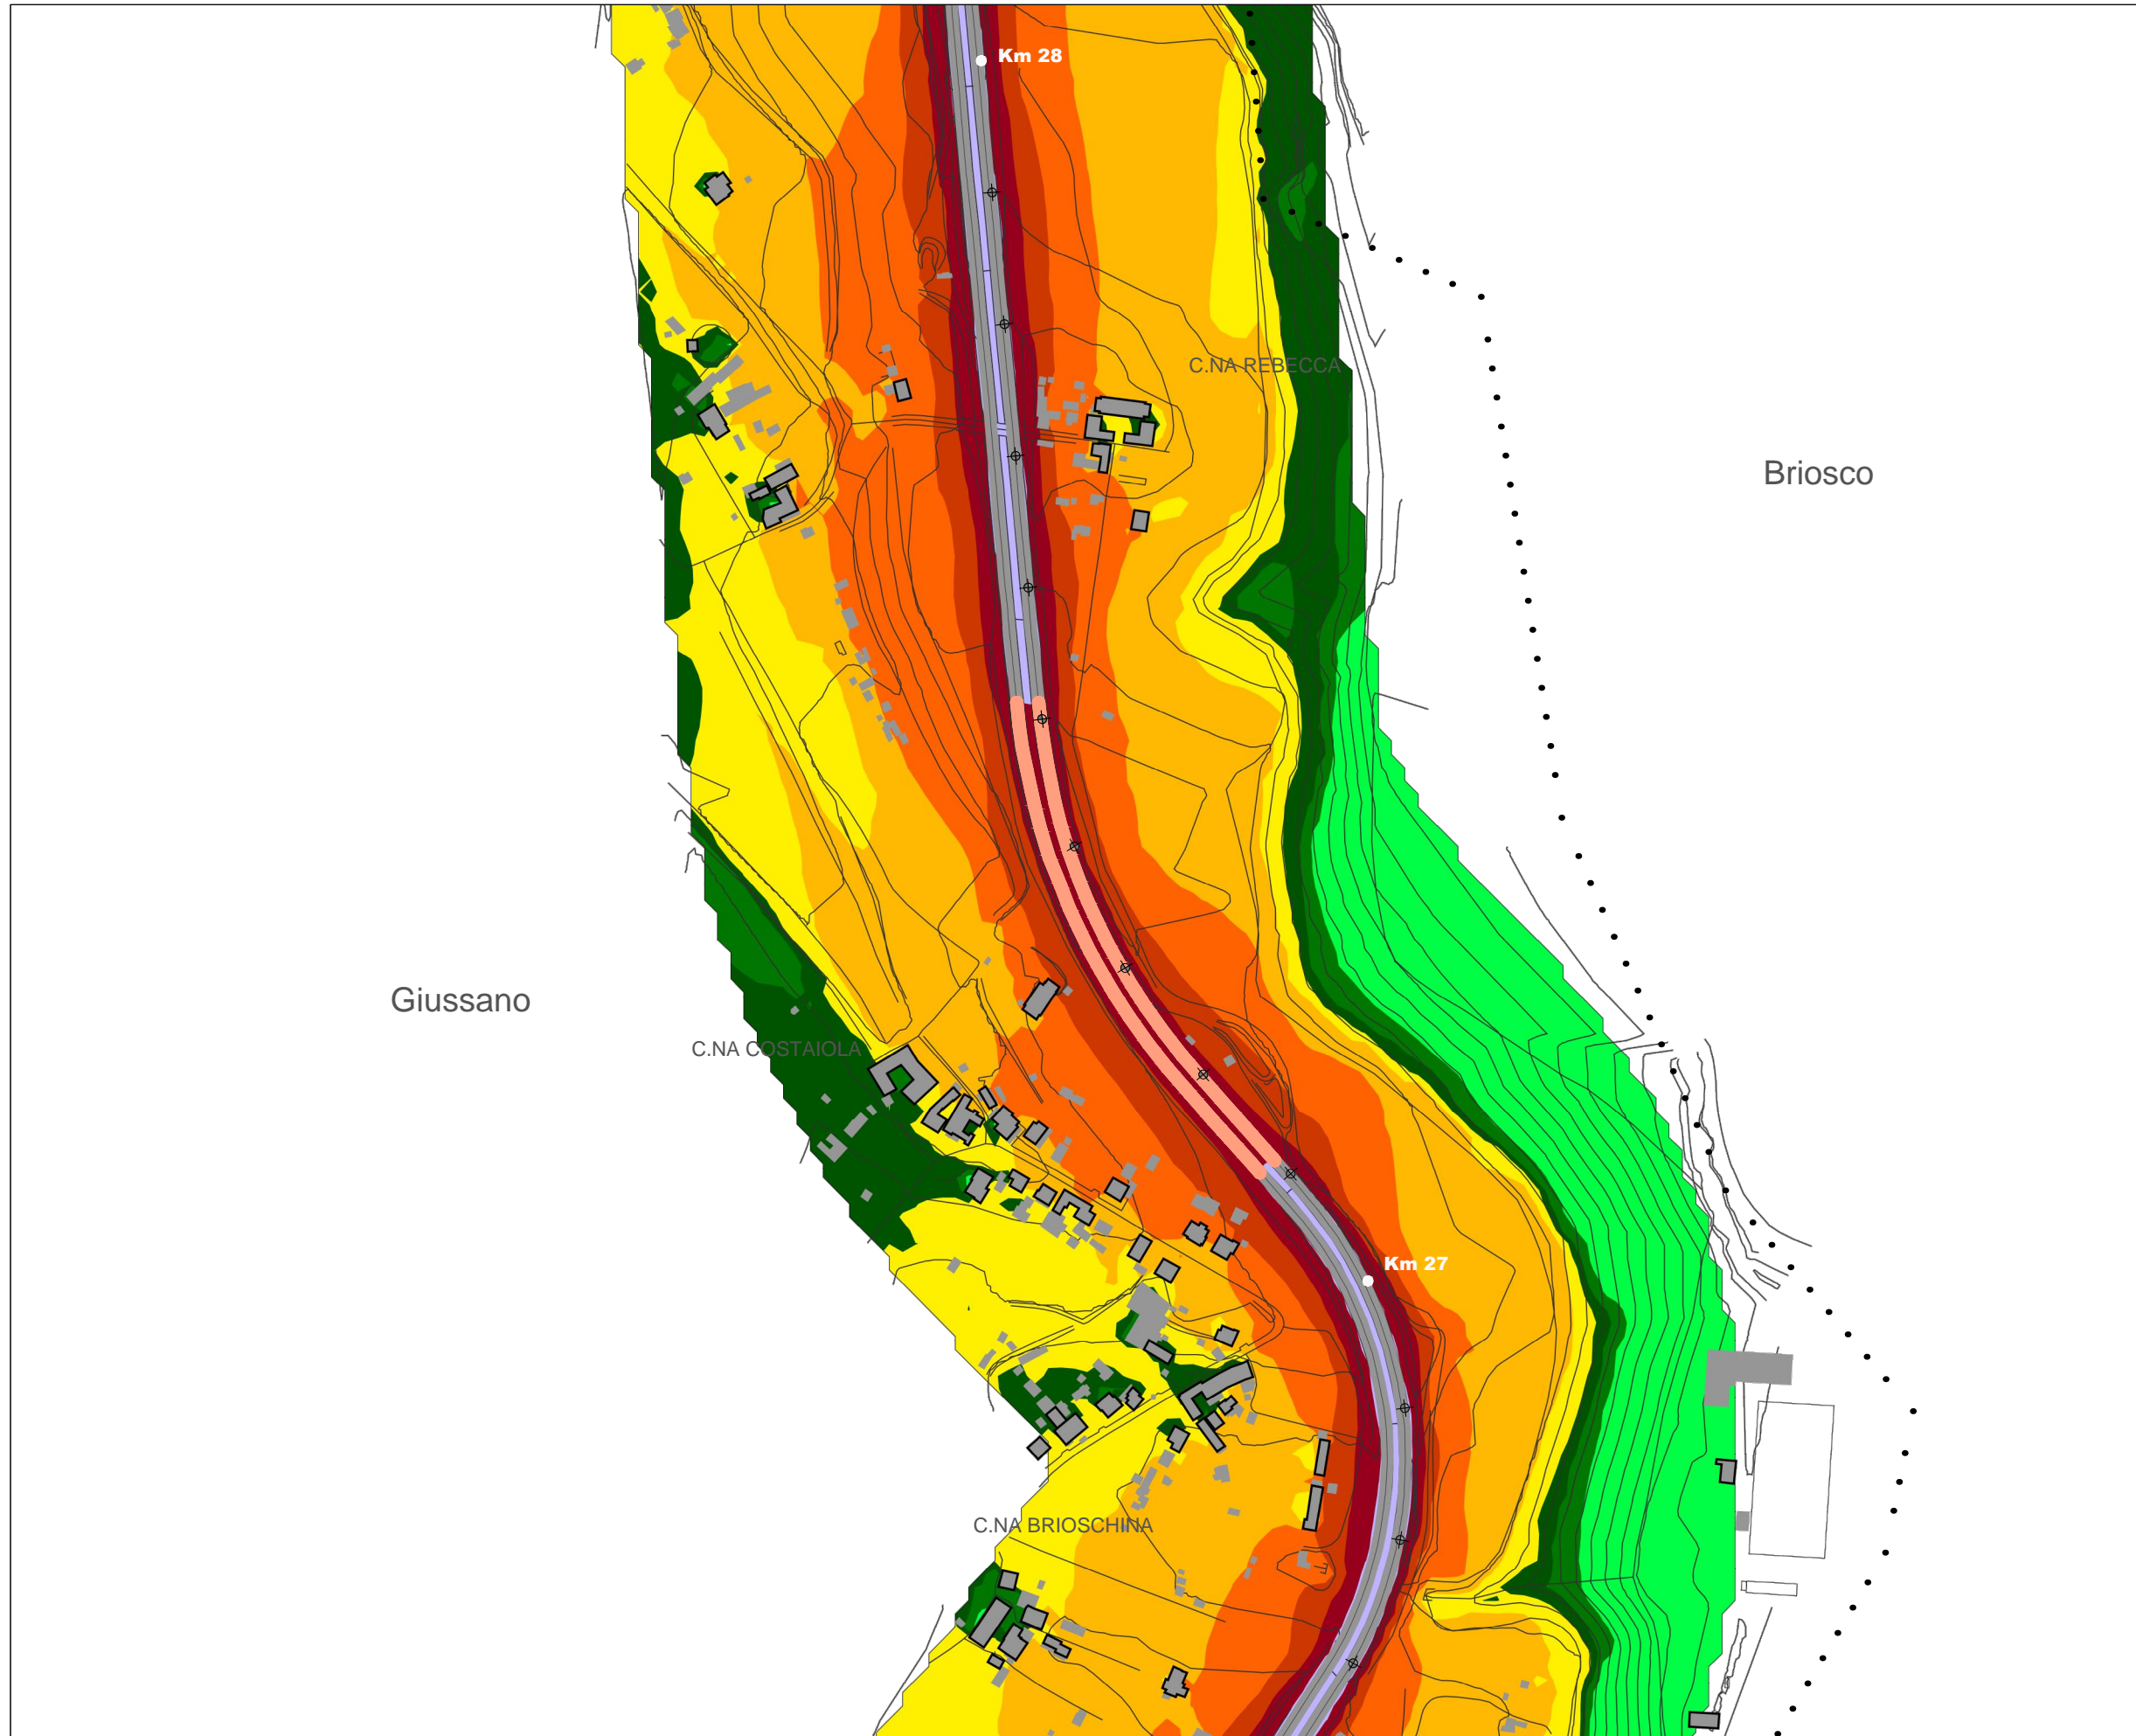 Km 28
C.NA REBECCA
Briosco
Giussano
C.NA COSTAIOLA
Km 27
C.NA BRIOSCHINA